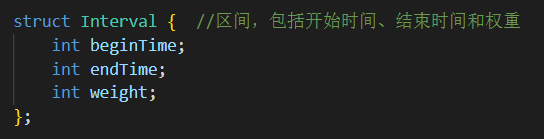 struct Interval {  //区间，包括开始时间、结束时间和权重
    int beginTime;
    int endTime;
    int weight;
};